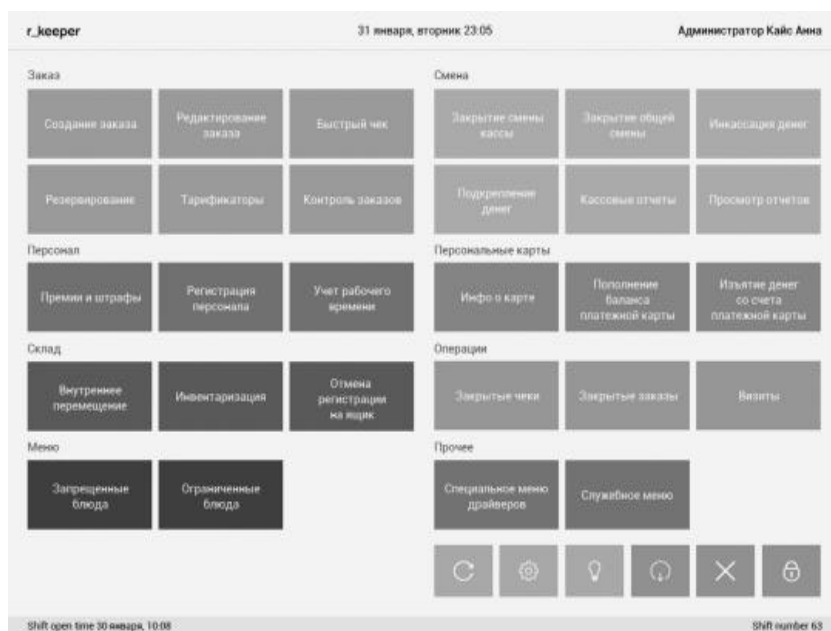 r_keeper
31 января, вторник 23:05
Администратор Кайс Анна
Заказ
Создание заказа
Редактирование
заказа
Быстрый чек
Резервирование
Тарификаторы
Контроль заказов
Смена
Закрытие смены
кассы
Закрытие общей
смены
Инкассация денег
Подкрепление
денег
Кассовые отчеты
Просмотр отчетов
Персонал
Премии и штрафы
Регистрация
персонала
Учет рабочего
времени
Персональные карты
Инфо о карте
Пополнение
баланса
платежной карты
Изъятие денег
со счета
платежной карты
Склад
Внутреннее
перемещение
Инвентаризация
Отмена
регистрации
на ящик
Операции
Закрытые чеки
Закрытые заказы
Визиты
Меню
Запрещенные
блюда
Ограниченные
блюда
Прочее
Специальное меню
драйверов
Служебное меню
Shift open time 30 января, 10:08
Shift number 63